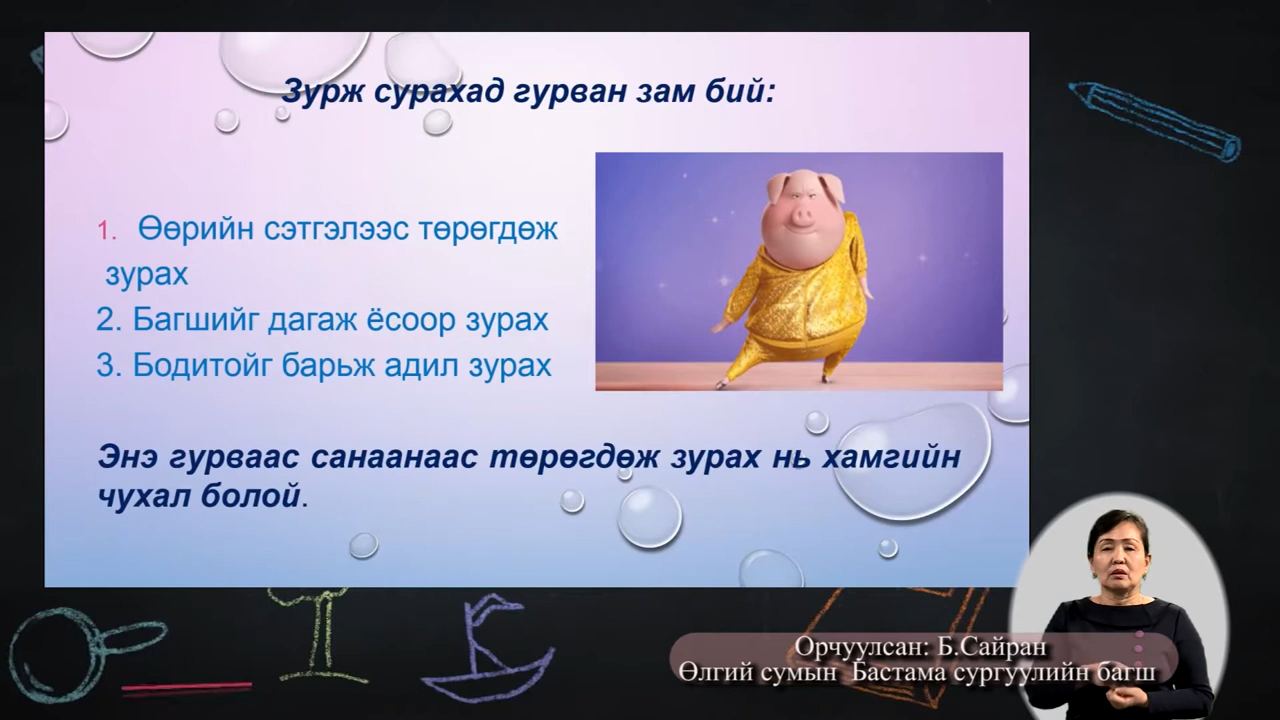 Зурж сурахад гурван зам бий:
1. Өөрийн сэтгэлээс төрөгдөж
зурах
2. Багшийг дагаж ёсоор зурах
3. Бодитойг барьж адил зурах
Энэ гурваас санаанаас төрөгдөж зурах нь хамгийн
чухал болой.
Орчуулсан: Б.Сайран
Өлгий сумын Бастама сургуулийн багш